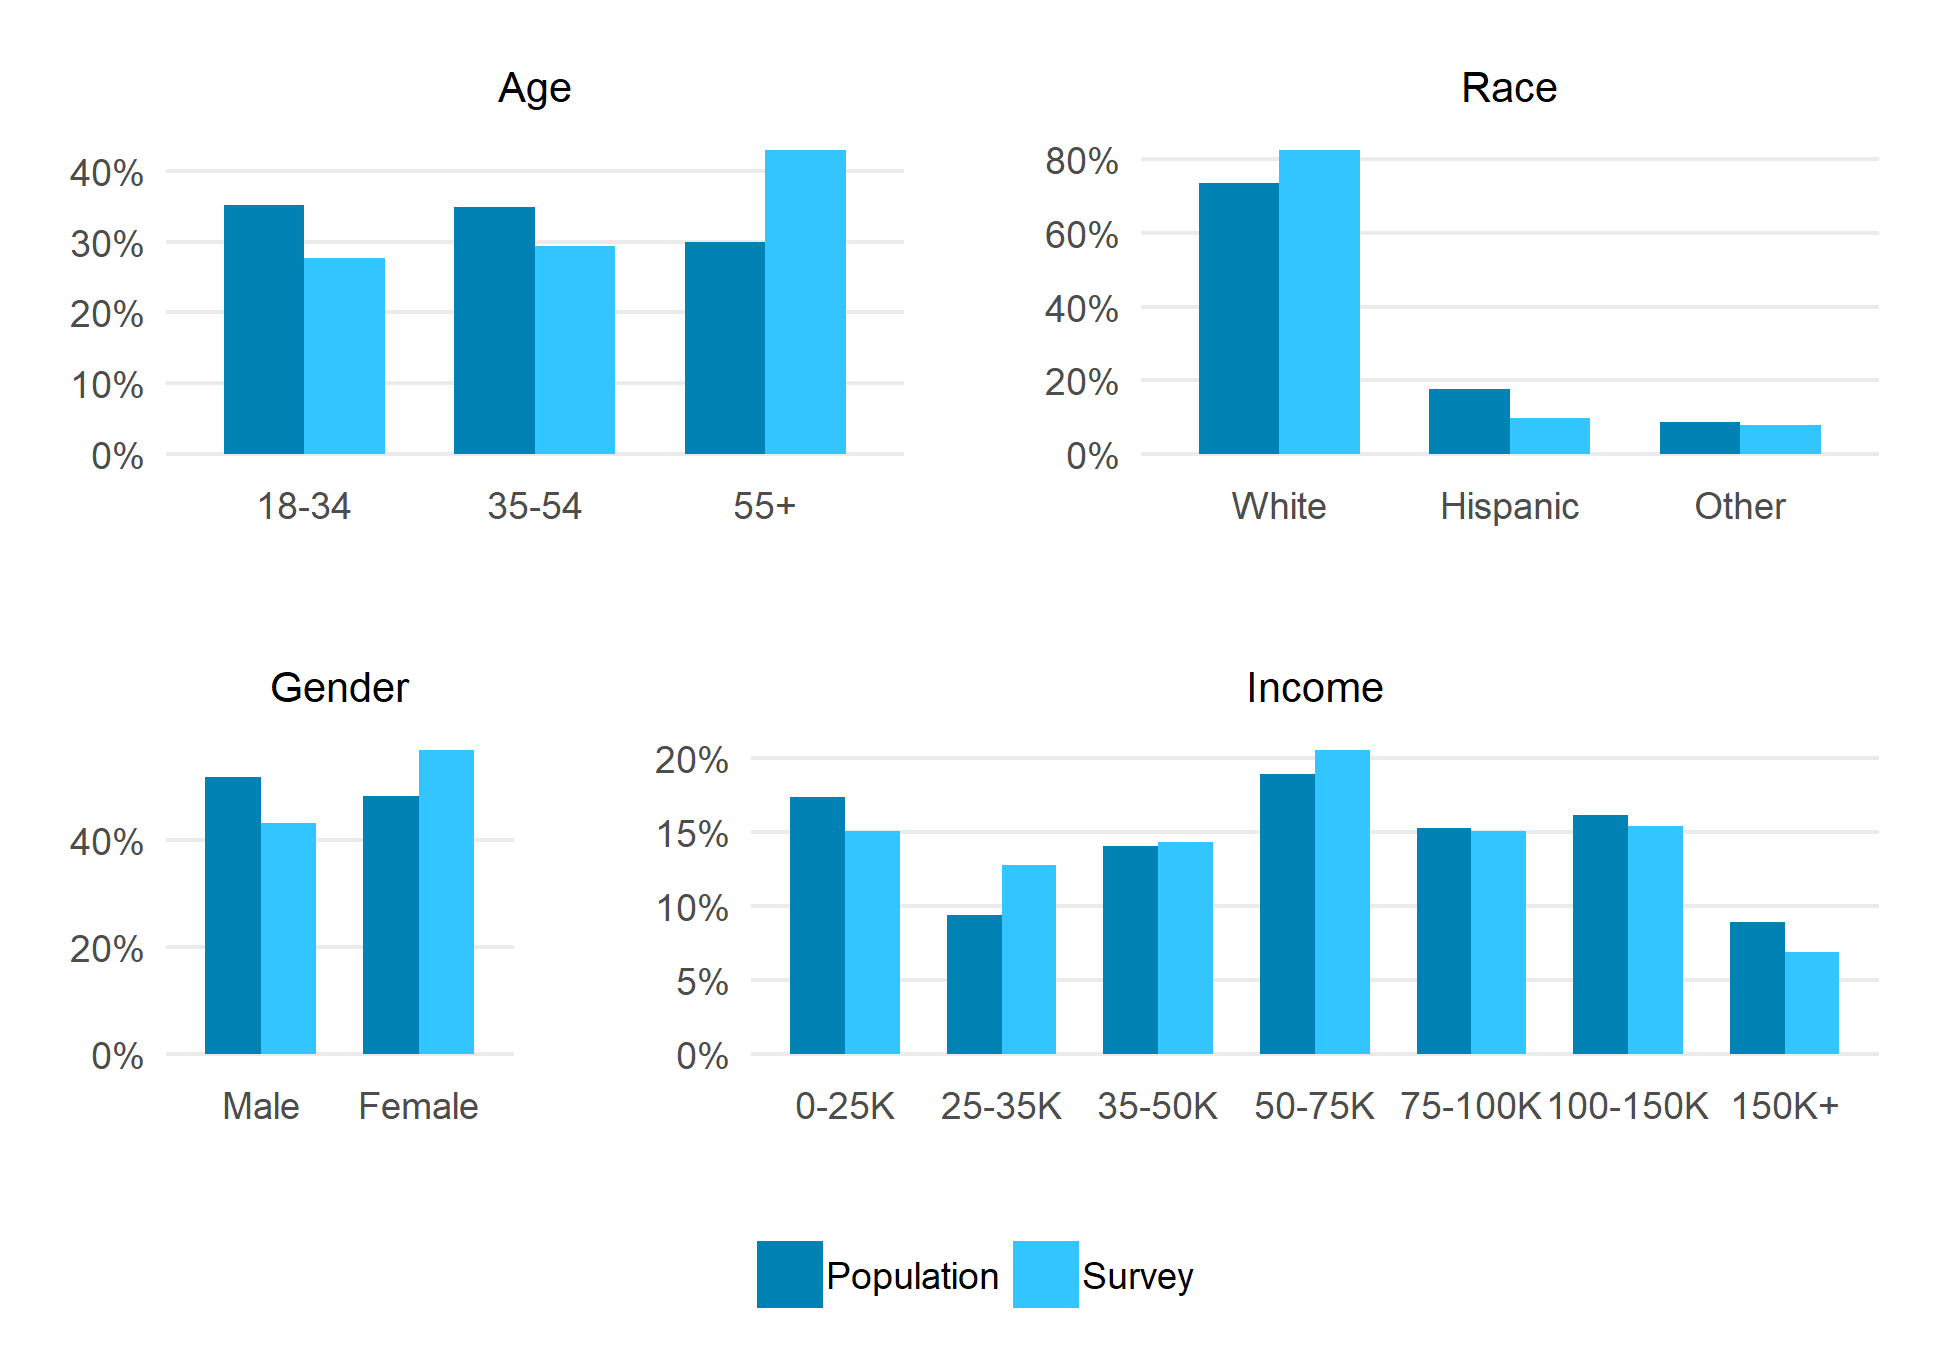 Age
40%
30%
20%
10%
0%
18-34 35-54 55+
Race
80%
60%
40%
20%
0%
White Hispanic Other
Gender
40%
20%
0%
Male Female
Income
20%
15%
10%
5%
0%
0-25K 25-35K 35-50K 50-75K 75-100K 100-150K 150K+
Population Survey